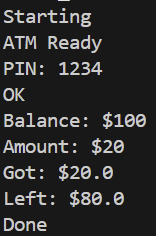 Starting
ATM Ready
PIN: 1234
OK
Balance: $100
Amount: $20
Got: $20.0
Left: $80.0
Done